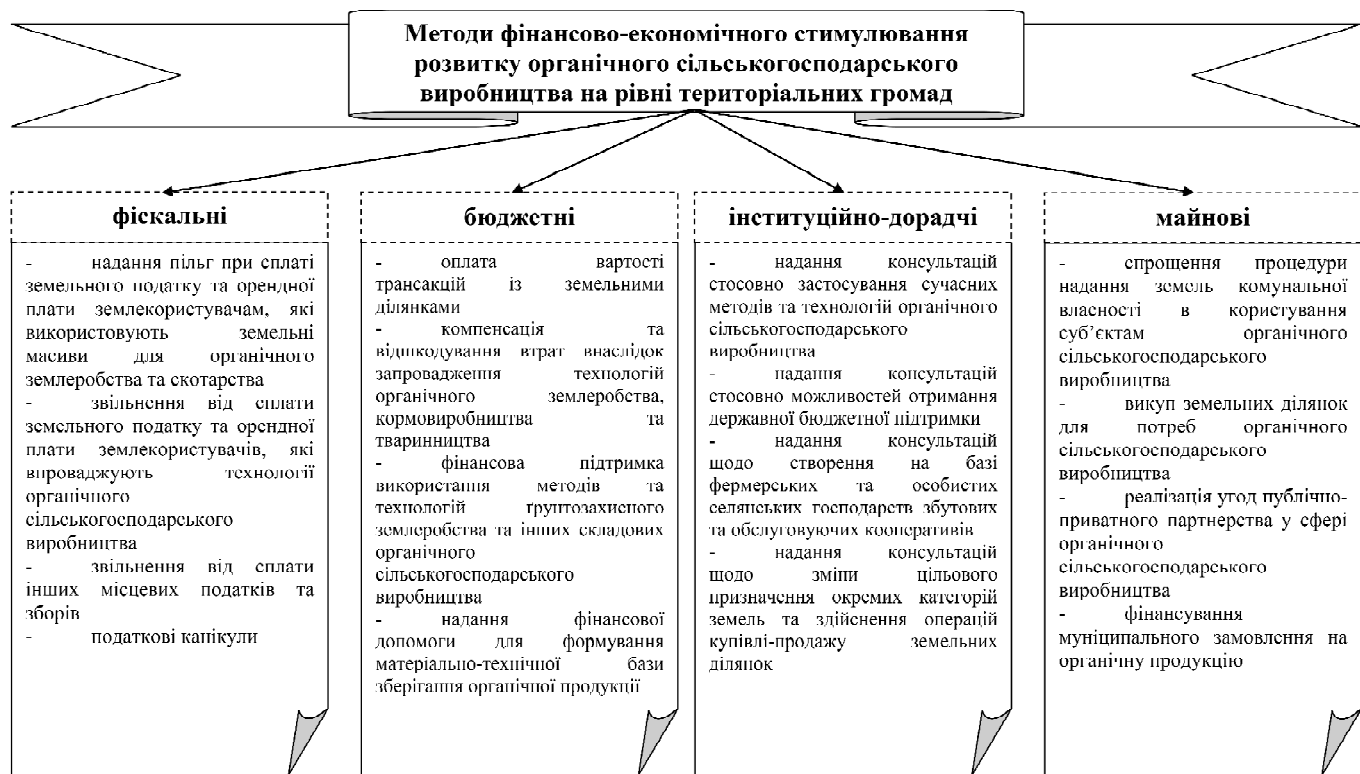 Методи фінансово-економічного стимулювання
розвитку органічного сільськогосподарського
виробництва на рівні територіальних громад
фіскальні
- надання пільг при сплаті
земельного податку та орендної
плати землекористувачам, які
використовують земельні
масиви для органічного
землеробства та скотарства
- звільнення від сплати
земельного податку та орендної
плати землекористувачів, які
впроваджують технології
органічного
сільськогосподарського
виробництва
- звільнення від сплати
інших місцевих податків та
зборів
- податкові канікули
бюджетні
- оплата вартості
трансакцій із земельними
ділянками
- компенсація та
відшкодування втрат внаслідок
запровадження технологій
органічного землеробства,
кормовиробництва та
тваринництва
- фінансова підтримка
використання методів та
технологій ґрунтозахисного
землеробства та інших складових
органічного
сільськогосподарського
виробництва
- надання фінансової
допомоги для формування
матеріально-технічної бази
зберігання органічної продукції
інституційно-дорадчі
- надання консультацій
стосовно застосування сучасних
методів та технологій органічного
сільськогосподарського
виробництва
- надання консультацій
стосовно можливостей отримання
державної бюджетної підтримки
- надання консультацій
щодо створення на базі
фермерських та особистих
селянських господарств збутових
та обслуговуючих кооперативів
- надання консультацій
щодо зміни цільового
призначення окремих категорій
земель та здійснення операцій
купівлі-продажу земельних
ділянок
майнові
- спрощення процедури
надання земель комунальної
власності в користування
суб’єктам органічного
сільськогосподарського
виробництва
- викуп земельних ділянок
для потреб органічного
сільськогосподарського
виробництва
- реалізація угод публічно-
приватного партнерства у сфері
органічного
сільськогосподарського
виробництва
- фінансування
муніципального замовлення на
органічну продукцію